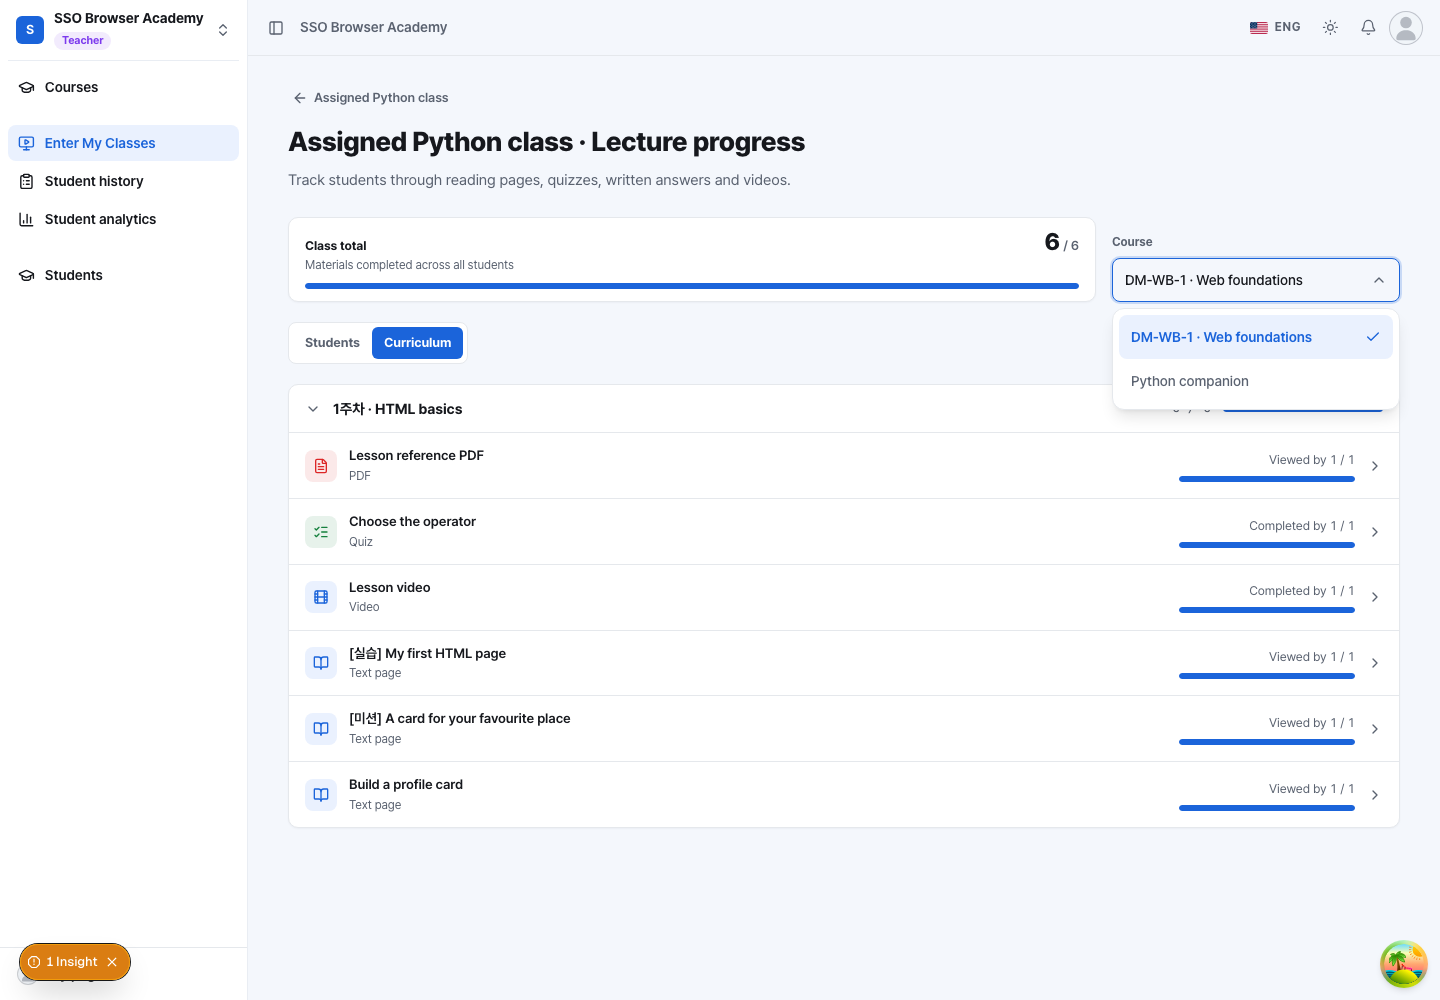 S
SSO Browser Academy
Teacher
Courses
Enter My Classes
Student history
Student analytics
Students
1 Insight
SSO Browser Academy
ENG
Assigned Python class
Assigned Python class · Lecture progress
Track students through reading pages, quizzes, written answers and videos.
Class total
6 / 6
Materials completed across all students
Course
DM-WB-1 · Web foundations
DM-WB-1 · Web foundations
Python companion
Students
Curriculum
1주차 · HTML basics
Lesson reference PDF
PDF
Viewed by 1 / 1
Choose the operator
Quiz
Completed by 1 / 1
Lesson video
Video
Completed by 1 / 1
[실습] My first HTML page
Text page
Viewed by 1 / 1
[미션] A card for your favourite place
Text page
Viewed by 1 / 1
Build a profile card
Text page
Viewed by 1 / 1